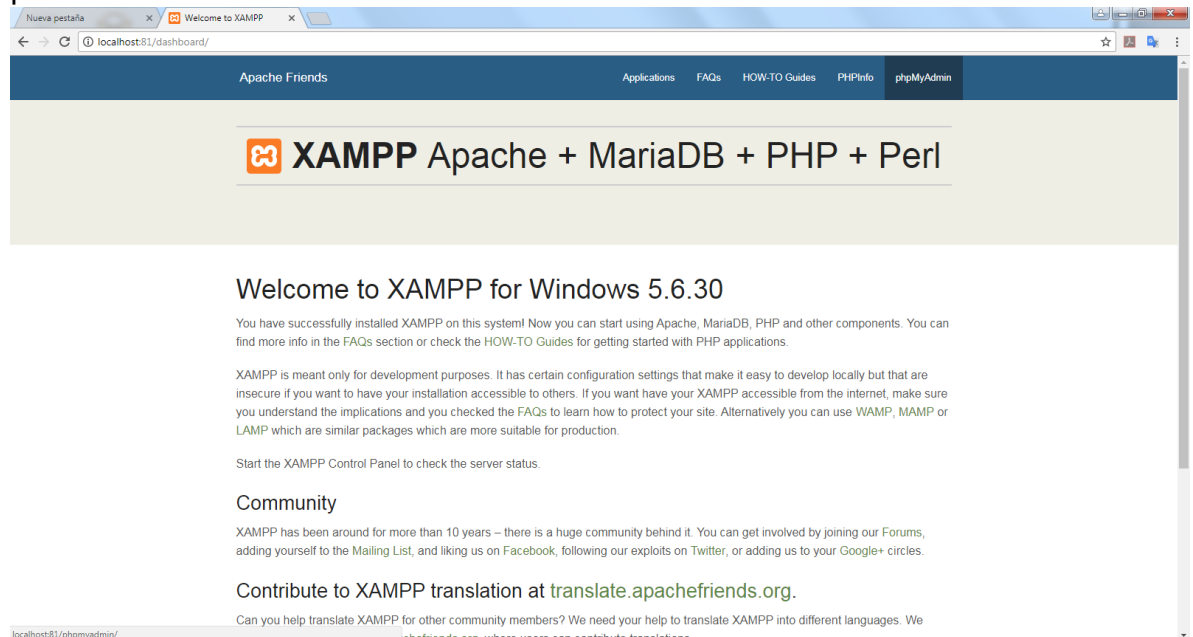 Nueva pestaña
Welcome to XAMPP
localhost:81/dashboard/
Apache Friends
Applications FAQs HOW-TO Guides PHPInfo phpMyAdmin
XAMPP Apache + MariaDB + PHP + Perl
Welcome to XAMPP for Windows 5.6.30
You have successfully installed XAMPP on this system! Now you can start using Apache, MariaDB, PHP and other components. You can
find more info in the FAQs section or check the HOW-TO Guides for getting started with PHP applications.
XAMPP is meant only for development purposes. It has certain configuration settings that make it easy to develop locally but that are
insecure if you want to have your installation accessible to others. If you want have your XAMPP accessible from the internet, make sure
you understand the implications and you checked the FAQs to learn how to protect your site. Alternatively you can use WAMP, MAMP or
LAMP which are similar packages which are more suitable for production.
Start the XAMPP Control Panel to check the server status.
Community
XAMPP has been around for more than 10 years – there is a huge community behind it. You can get involved by joining our Forums,
adding yourself to the Mailing List, and liking us on Facebook, following our exploits on Twitter, or adding us to your Google+ circles.
Contribute to XAMPP translation at translate.apachefriends.org.
Can you help translate XAMPP for other community members? We need your help to translate XAMPP into different languages. We
where users can contribute translations.
localhost:81/phpmyadmin/